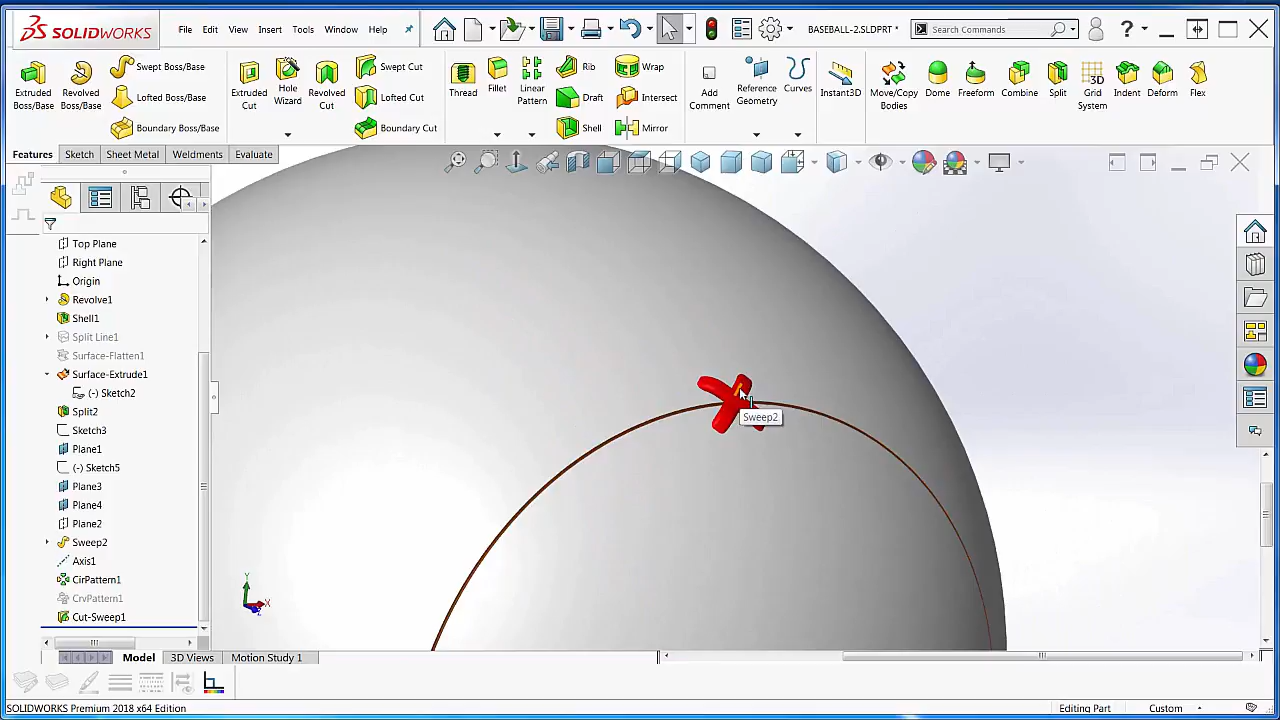 SOLIDWORKS File Edit View Insert Tools Window Help BASEBALL-2.SLDPRT * Search Commands ?
Extruded Boss/Base
Revolved Boss/Base
Swept Boss/Base
Lofted Boss/Base
Boundary Boss/Base
Extruded Cut
Hole Wizard
Revolved Cut
Swept Cut
Lofted Cut
Boundary Cut
Thread
Fillet
Linear Pattern
Rib
Draft
Shell
Wrap
Intersect
Mirror
Add Comment
Reference Geometry
Curves
Instant3D
Move/Copy Bodies
Dome
Freeform
Combine
Split
3D Grid System
Indent
Deform
Flex
Features Sketch Sheet Metal Weldments Evaluate
Top Plane
Right Plane
Origin
Revolve1
Shell1
Split Line1
Surface-Flatten1
Surface-Extrude1
(-) Sketch2
Split2
Sketch3
Plane1
(-) Sketch5
Plane3
Plane4
Plane2
Sweep2
Axis1
CirPattern1
CrvPattern1
Cut-Sweep1
Sweep2
Y
X
Z
Model 3D Views Motion Study 1
SOLIDWORKS Premium 2018 x64 Edition Editing Part Custom